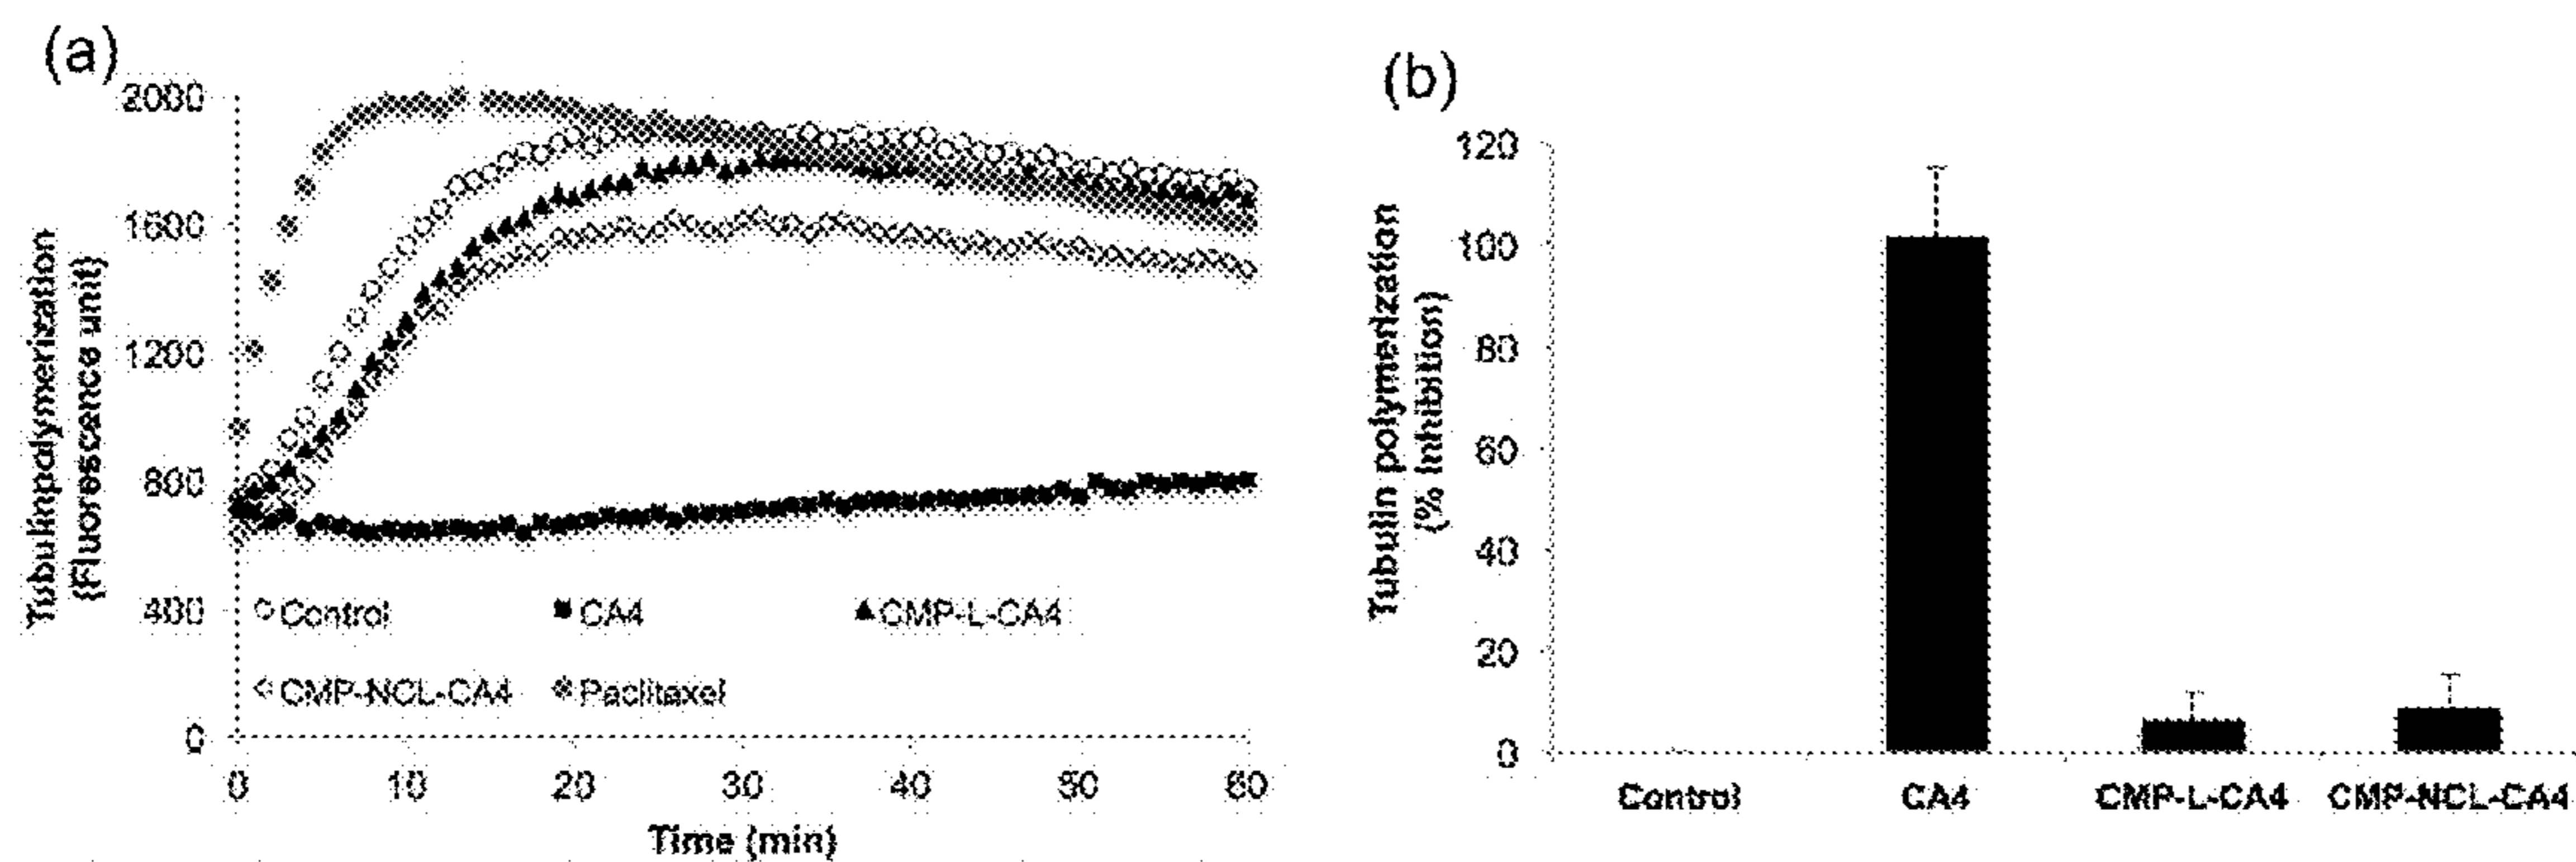 (a)
2000
1600
1200
800
400
0
Tubulinpolymerization
(Fluorescence unit)
Control
CA4
CMP-L-CA4
CMP-NCL-CA4
Paclitaxel
0 10 20 30 40 50 60
Time (min)
(b)
120
100
80
60
40
20
0
Tubulin polymerization
(% Inhibition)
Control
CA4
CMP-L-CA4
CMP-NCL-CA4